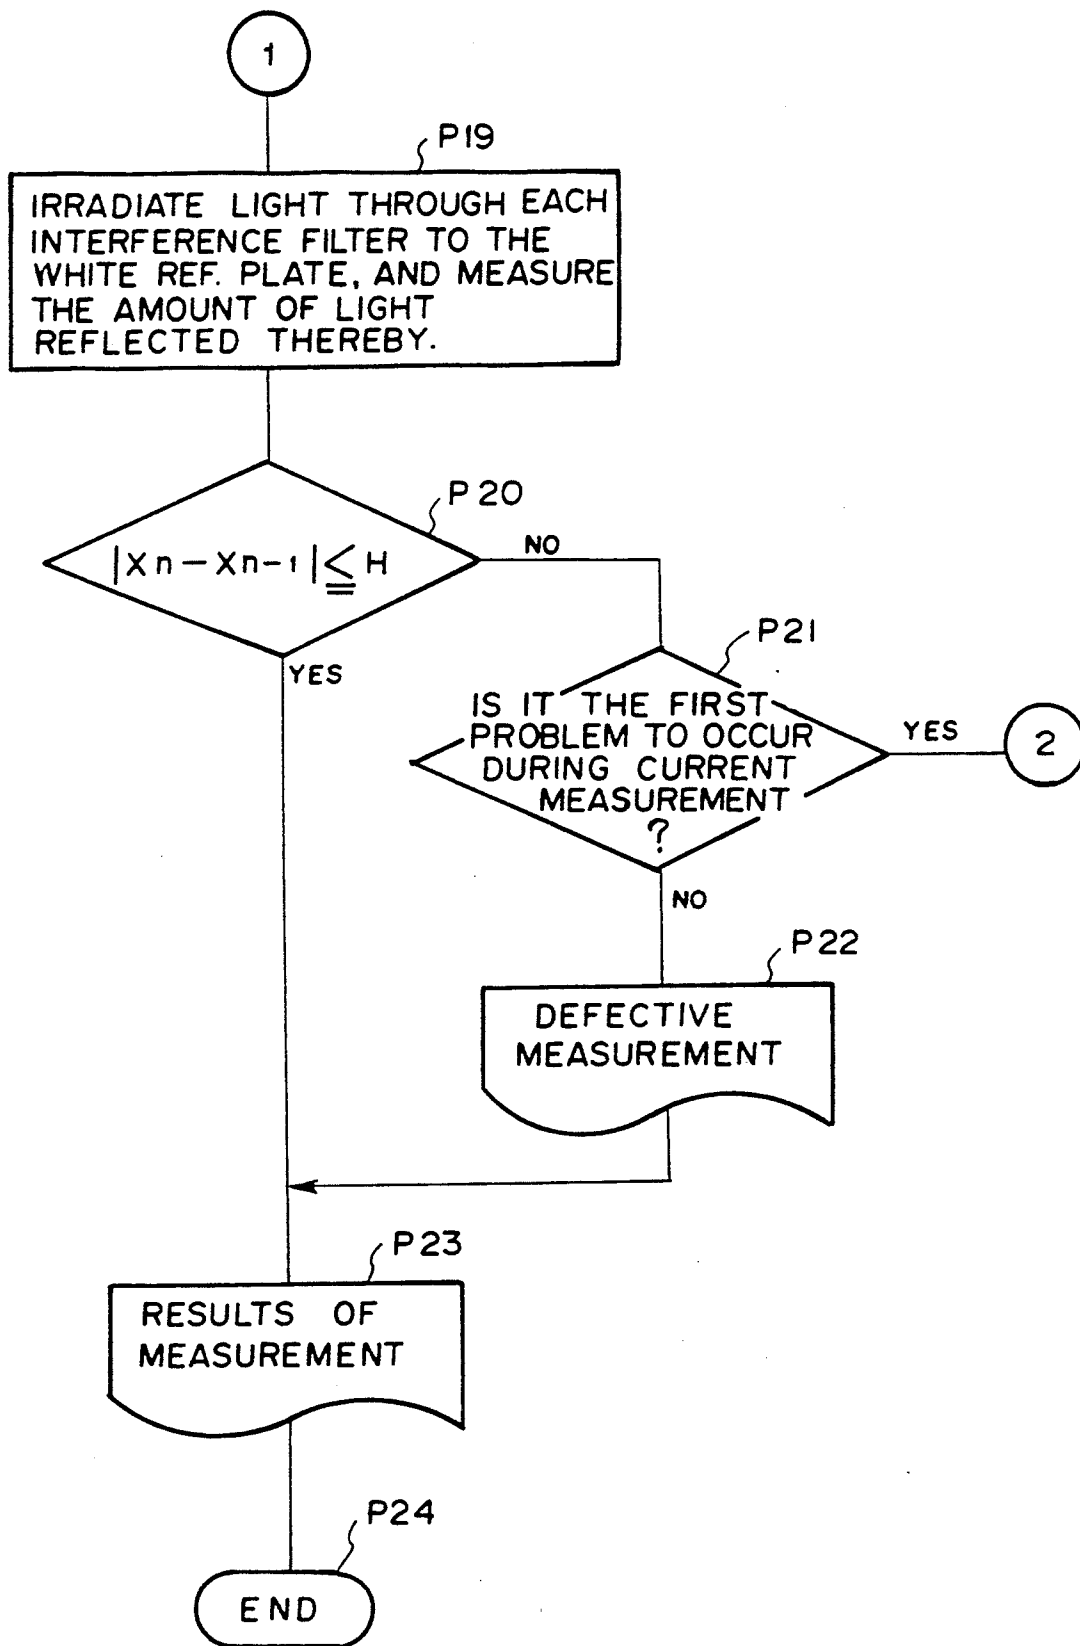 1
P19
IRRADIATE LIGHT THROUGH EACH
INTERFERENCE FILTER TO THE
WHITE REF. PLATE, AND MEASURE
THE AMOUNT OF LIGHT
REFLECTED THEREBY.
P20
|Xn-Xn-1|≦H
NO
YES
P21
IS IT THE FIRST
PROBLEM TO OCCUR
DURING CURRENT
MEASUREMENT
?
YES
2
NO
P22
DEFECTIVE
MEASUREMENT
P23
RESULTS OF
MEASUREMENT
P24
END